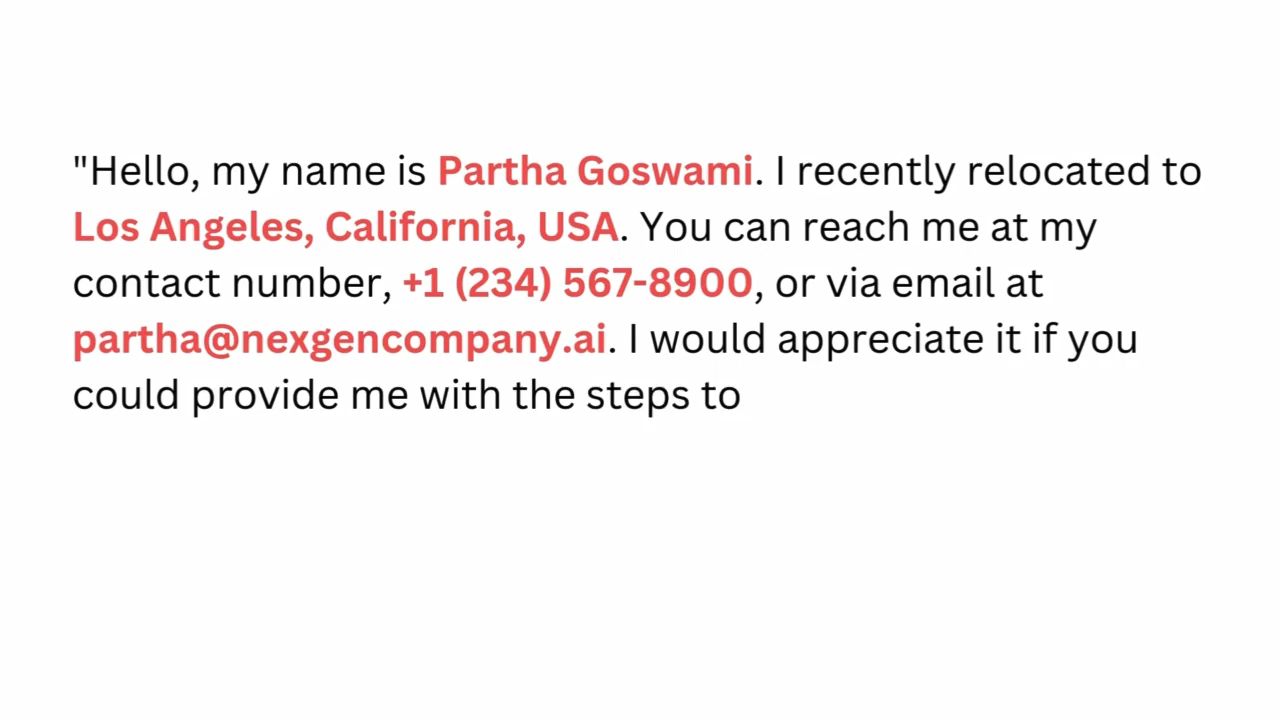 "Hello, my name is Partha Goswami. I recently relocated to
Los Angeles, California, USA. You can reach me at my
contact number, +1 (234) 567-8900, or via email at
partha@nexgencompany.ai. I would appreciate it if you
could provide me with the steps to